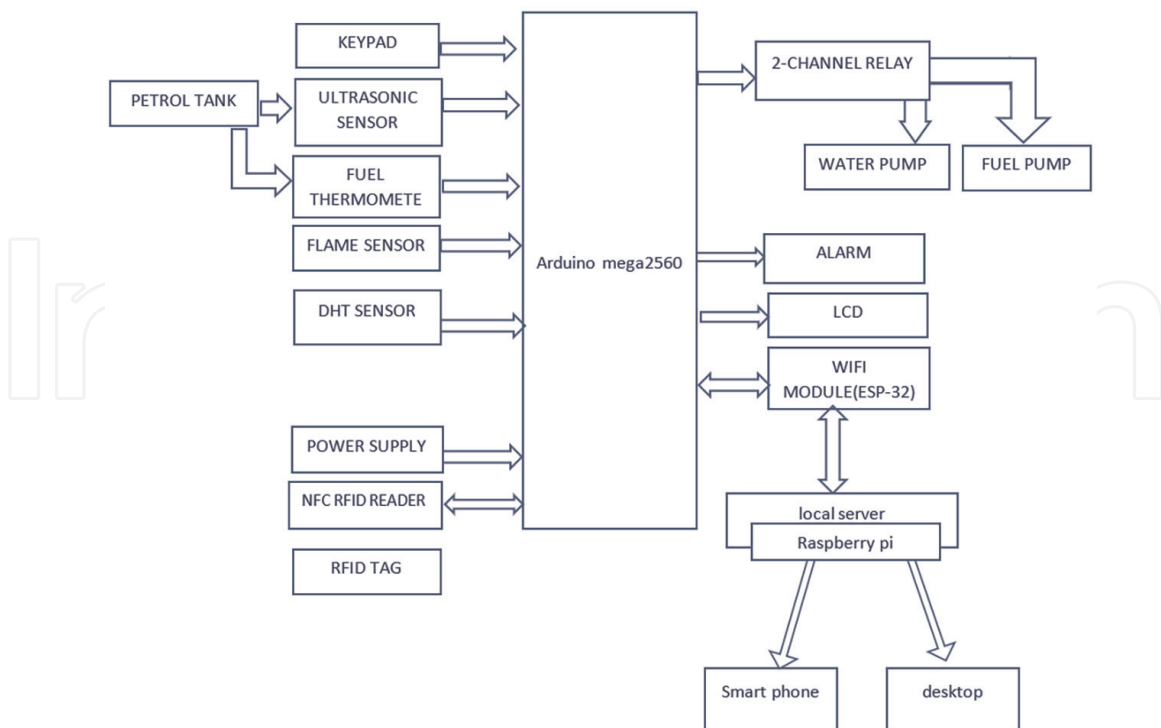 KEYPAD
PETROL TANK
ULTRASONIC
SENSOR
FUEL
THERMOMETE
FLAME SENSOR
DHT SENSOR
POWER SUPPLY
NFC RFID READER
RFID TAG
Arduino mega2560
2-CHANNEL RELAY
WATER PUMP
FUEL PUMP
ALARM
LCD
WIFI
MODULE(ESP-32)
local server
Raspberry pi
Smart phone
desktop